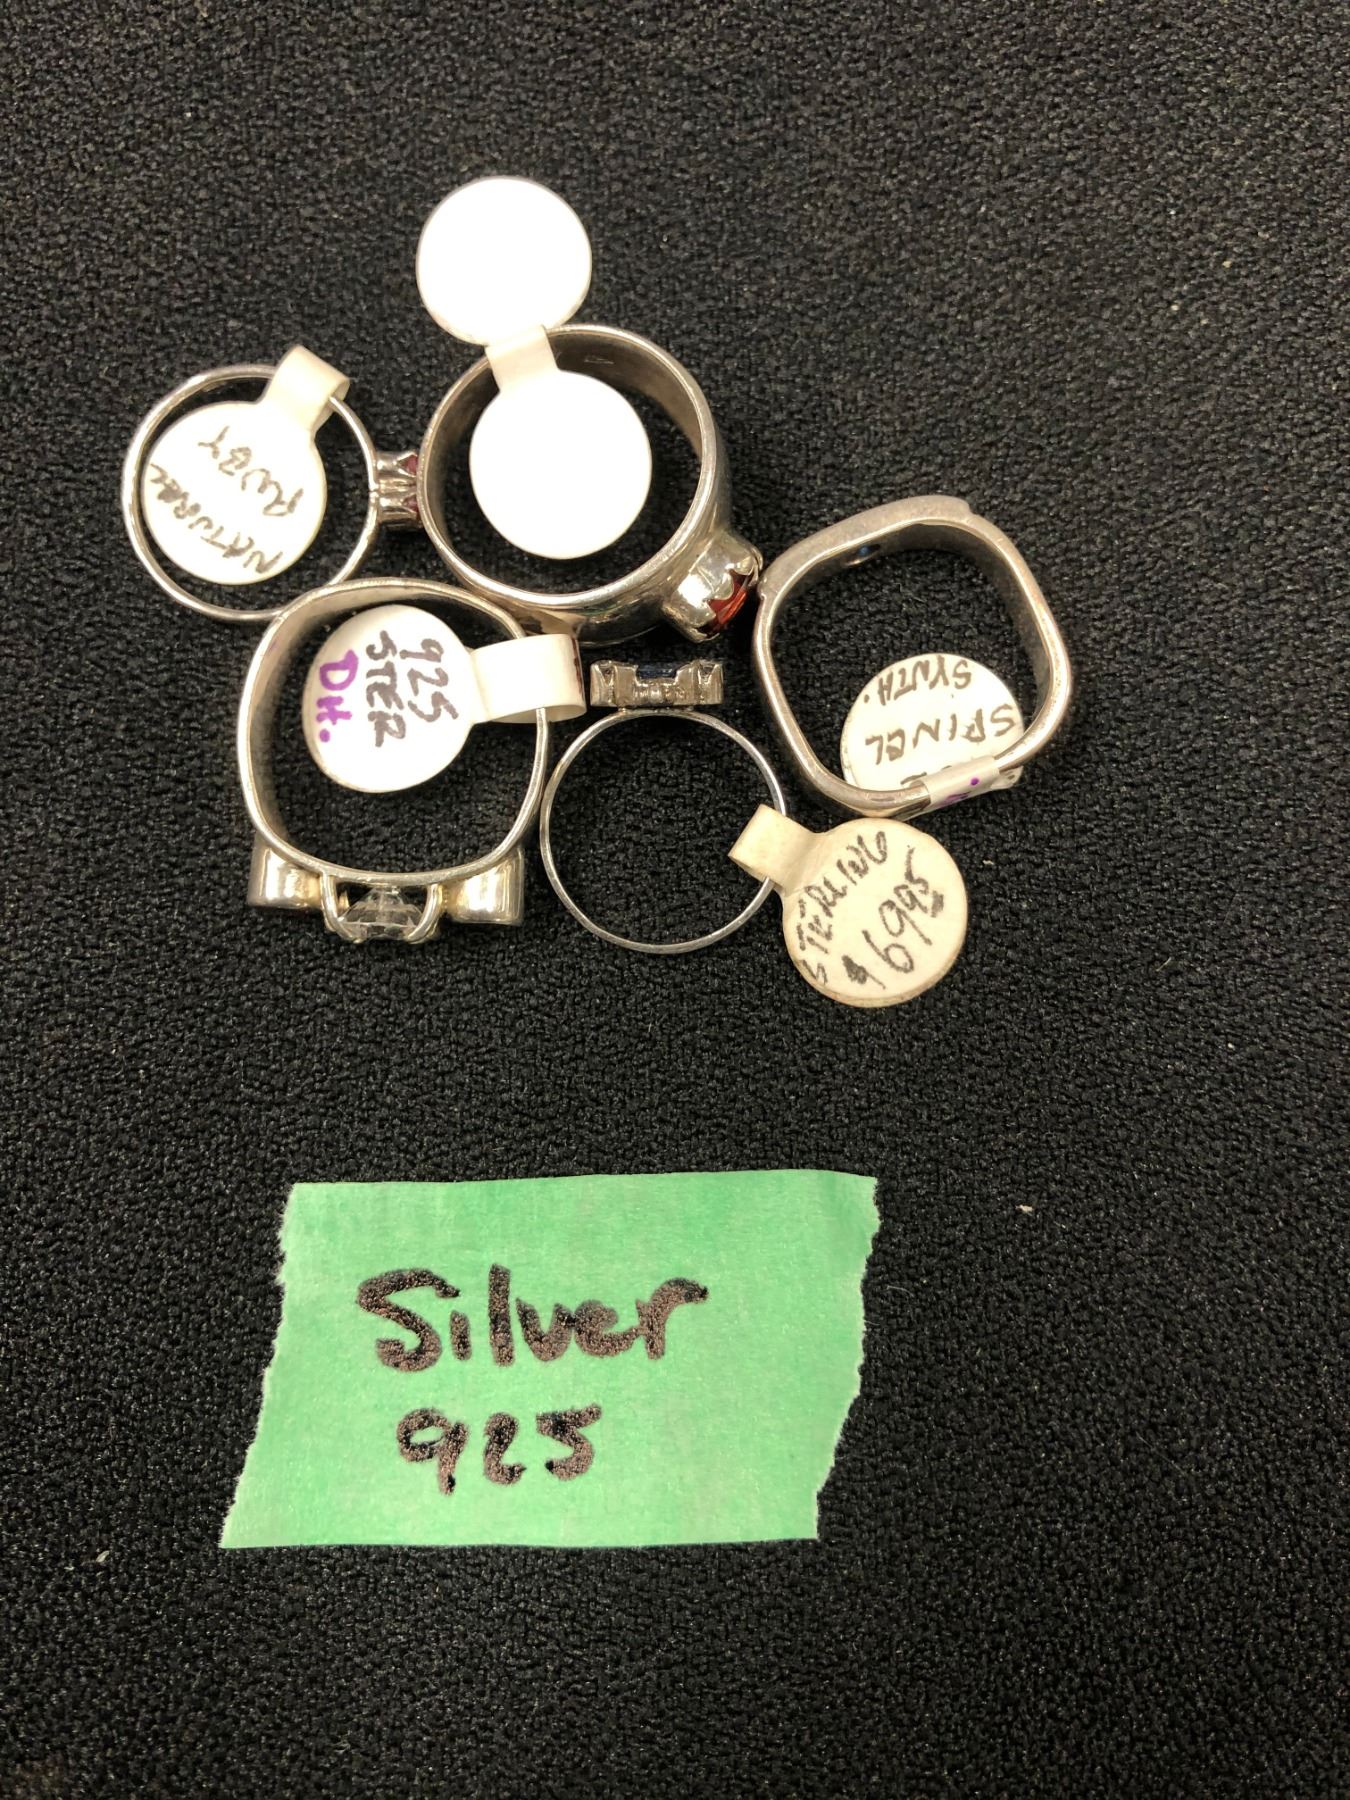 NATURAL
RUBY
925
STER
DH.
SYNTH.
SPINEL
STERLING
$6995
Silver
925